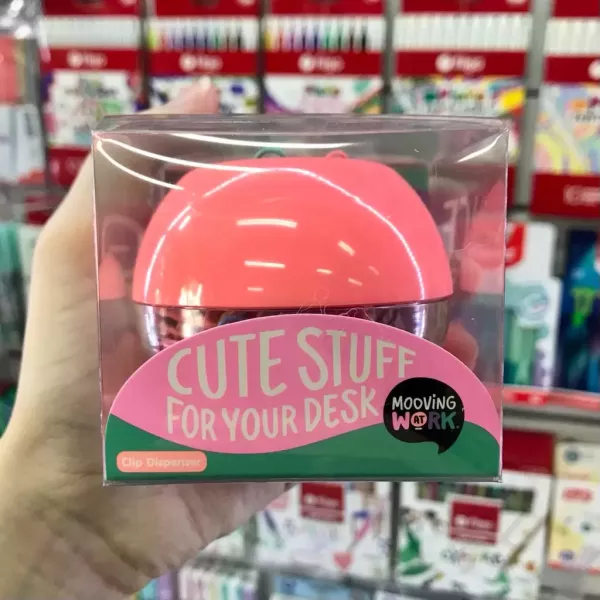 CUTE STUFF
FOR YOUR DESK
MOOVING
AT
WORK
Clip Dispenser